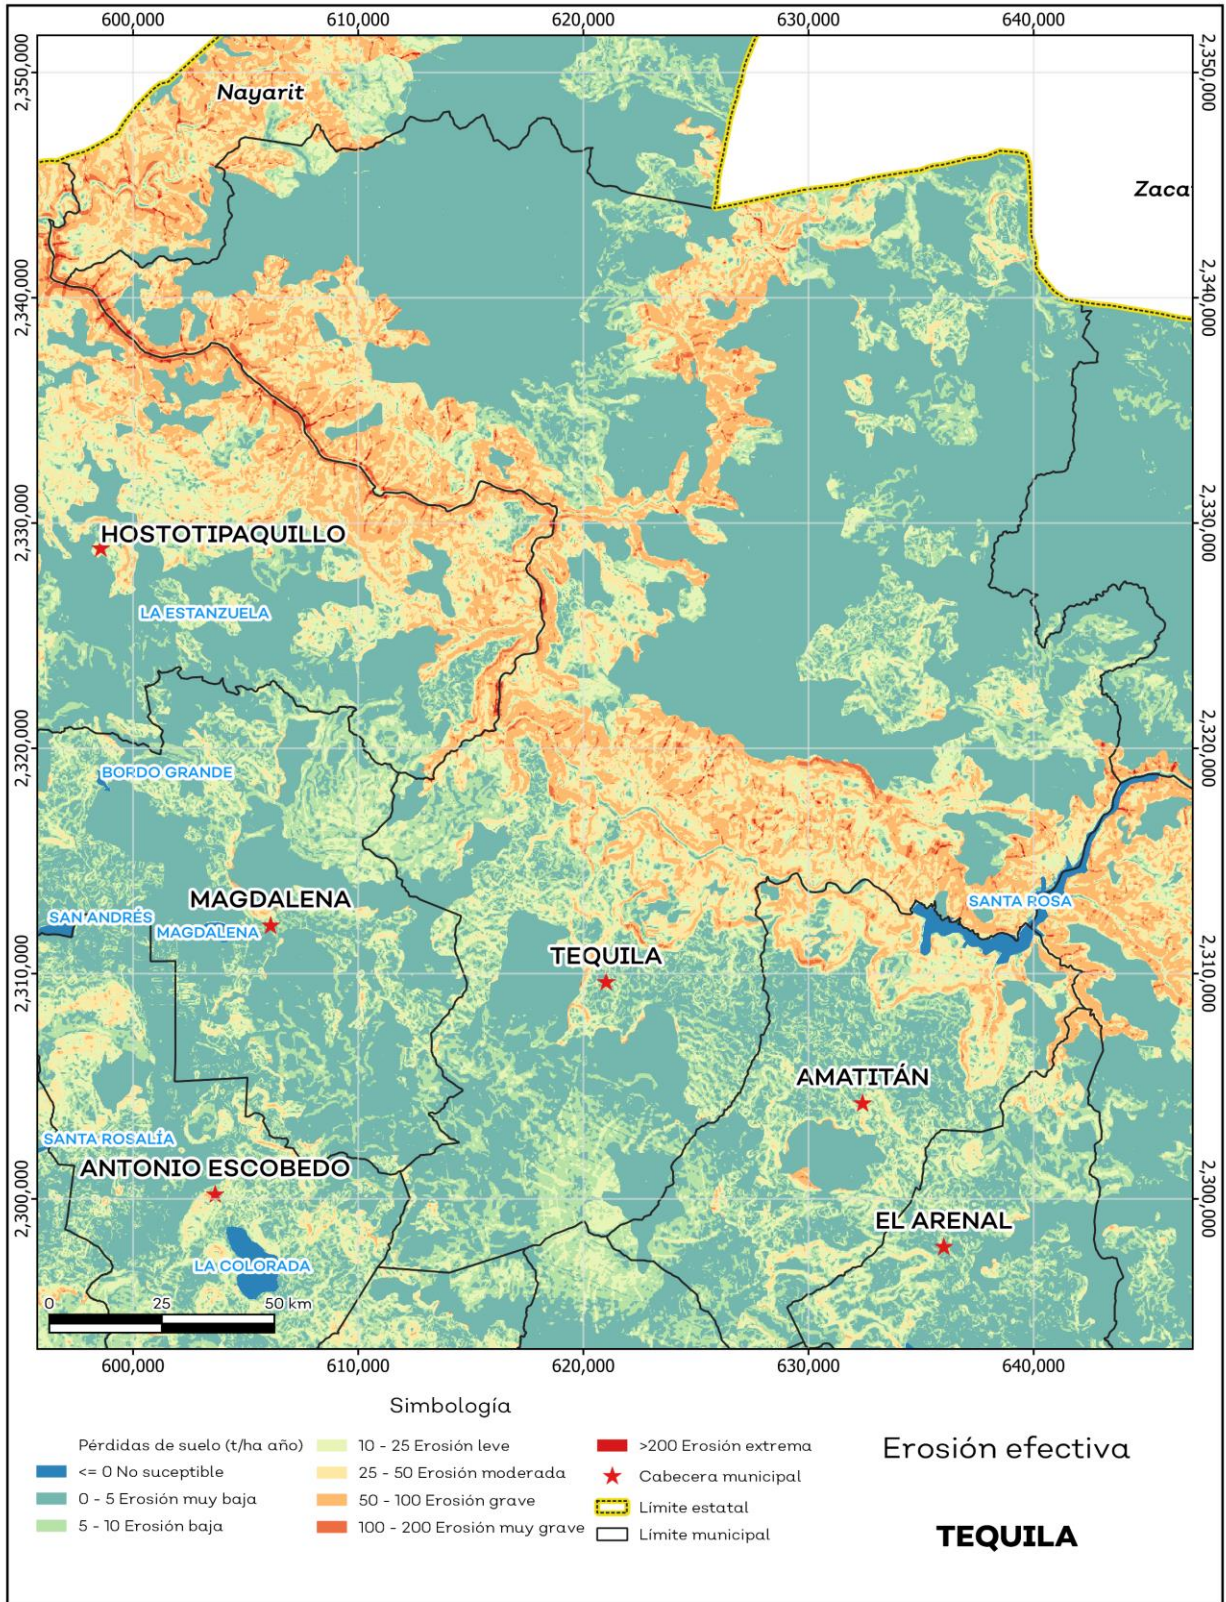 600,000 610,000 620,000 630,000 640,000
2,350,000
2,350,000
Nayarit
Zaca
2,340,000
2,340,000
2,330,000
2,330,000
HOSTOTIPAQUILLO
LA ESTANZUELA
2,320,000
2,320,000
BORDO GRANDE
MAGDALENA
SAN ANDRÉS
MAGDALENA
SANTA ROSA
TEQUILA
2,310,000
2,310,000
AMATITÁN
SANTA ROSALÍA
ANTONIO ESCOBEDO
2,300,000
2,300,000
EL ARENAL
LA COLORADA
0 25 50 km
600,000 610,000 620,000 630,000 640,000
Simbología
Pérdidas de suelo (t/ha año)
<= 0 No suceptible
0 - 5 Erosión muy baja
5 - 10 Erosión baja
10 - 25 Erosión leve
25 - 50 Erosión moderada
50 - 100 Erosión grave
100 - 200 Erosión muy grave
>200 Erosión extrema
Cabecera municipal
Límite estatal
Límite municipal
Erosión efectiva
TEQUILA